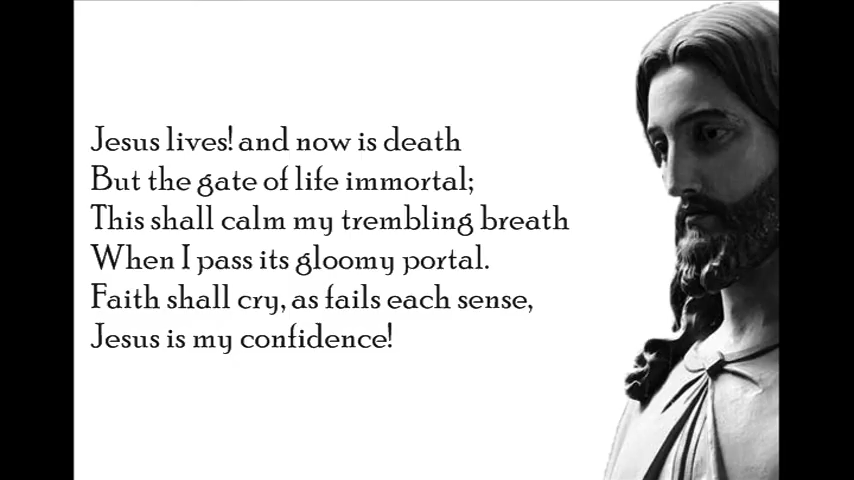 Jesus lives! and now is death
But the gate of life immortal;
This shall calm my trembling breath
When I pass its gloomy portal.
Faith shall cry, as fails each sense,
Jesus is my confidence!